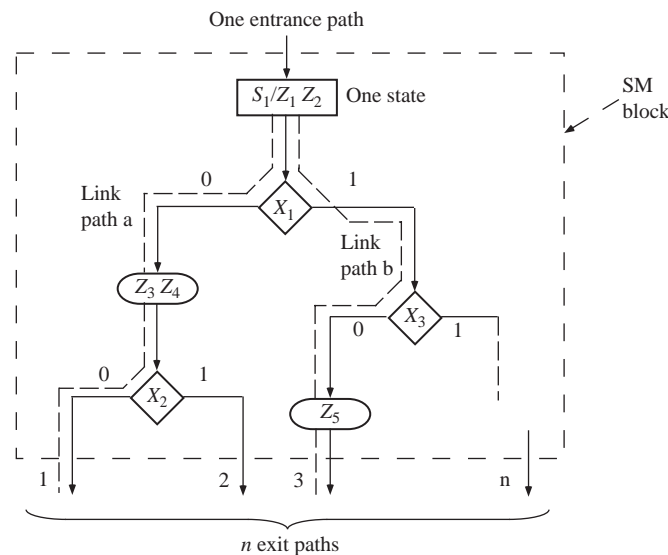 One entrance path
S₁/Z₁ Z₂
One state
SM
block
0
1
Link
path a
X₁
Link
path b
Z₃ Z₄
X₃
0
1
0
1
X₂
Z₅
1
2
3
n
n exit paths